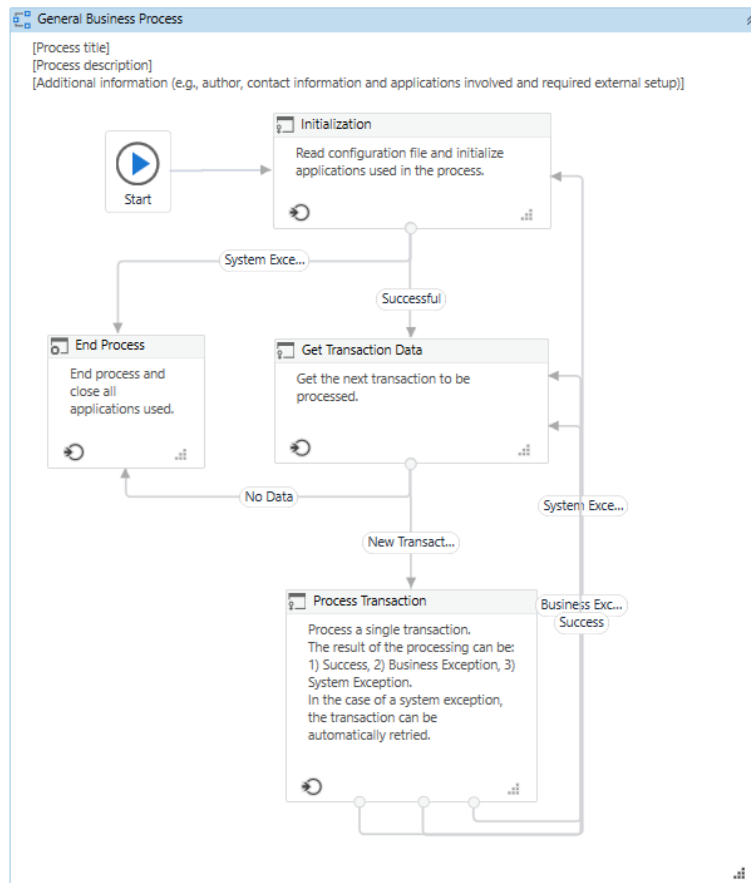 General Business Process
[Process title]
[Process description]
[Additional information (e.g., author, contact information and applications involved and required external setup)]
Initialization
Read configuration file and initialize
applications used in the process.
Start
System Exce...
Successful
End Process
End process and
close all
applications used.
Get Transaction Data
Get the next transaction to be
processed.
No Data
System Exce...
New Transact...
Process Transaction
Process a single transaction.
The result of the processing can be:
1) Success, 2) Business Exception, 3)
System Exception.
In the case of a system exception,
the transaction can be
automatically retried.
Business Exc...
Success